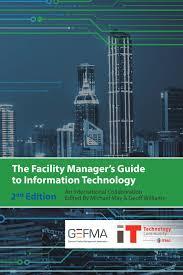 The Facility Manager's Guide
to Information Technology
2nd Edition
An International Collaboration
Edited By Michael May & Geoff Williams
GEFMA
iT Technology
Community